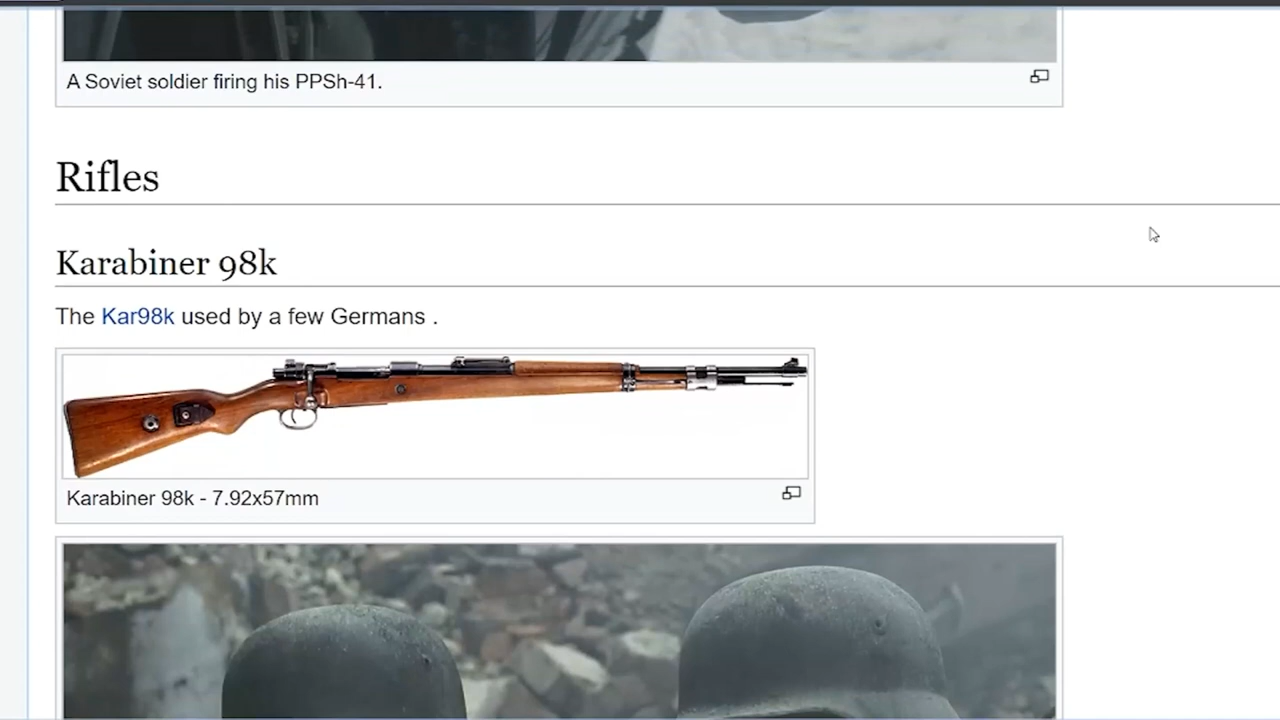 A Soviet soldier firing his PPSh-41.
Rifles
Karabiner 98k
The Kar98k used by a few Germans .
Karabiner 98k - 7.92x57mm